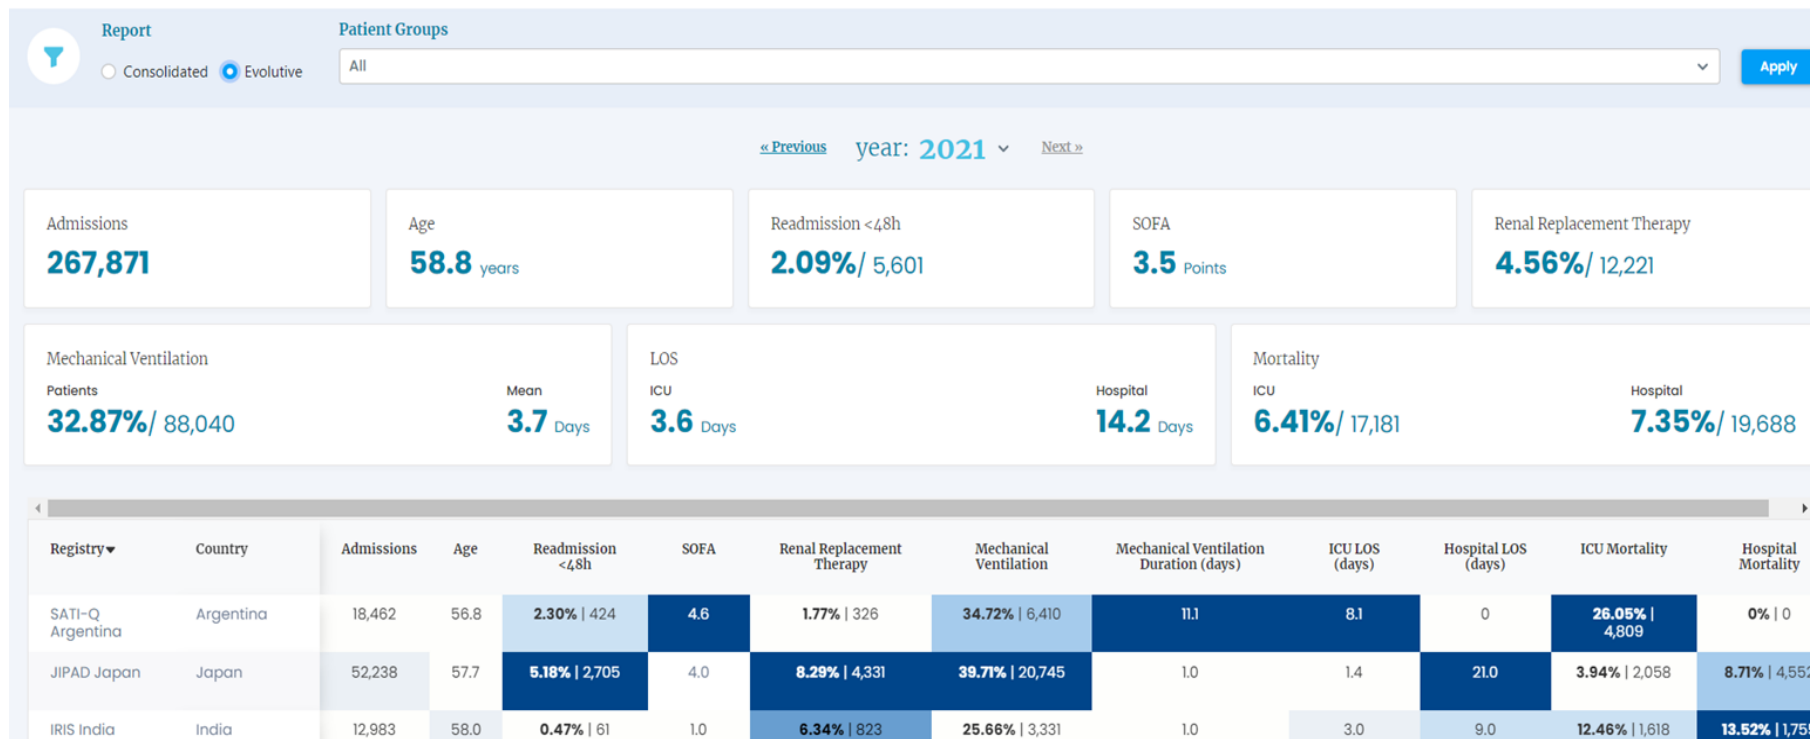 Report
Patient Groups
Consolidated Evolutive
All
Apply
« Previous year: 2021 Next »
Admissions
267,871
Age
58.8 years
Readmission <48h
2.09%/ 5,601
SOFA
3.5 Points
Renal Replacement Therapy
4.56%/ 12,221
Mechanical Ventilation
Patients Mean
32.87%/ 88,040 3.7 Days
LOS
ICU Hospital
3.6 Days 14.2 Days
Mortality
ICU Hospital
6.41%/ 17,181 7.35%/ 19,688
Registry Country Admissions Age Readmission <48h SOFA Renal Replacement Therapy Mechanical Ventilation Mechanical Ventilation Duration (days) ICU LOS (days) Hospital LOS (days) ICU Mortality Hospital Mortality
SATI-Q Argentina Argentina 18,462 56.8 2.30% | 424 4.6 1.77% | 326 34.72% | 6,410 11.1 8.1 0 26.05% | 4,809 0% | 0
JIPAD Japan Japan 52,238 57.7 5.18% | 2,705 4.0 8.29% | 4,331 39.71% | 20,745 1.0 1.4 21.0 3.94% | 2,058 8.71% | 4,552
IRIS India India 12,983 58.0 0.47% | 61 1.0 6.34% | 823 25.66% | 3,331 1.0 3.0 9.0 12.46% | 1,618 13.52% |